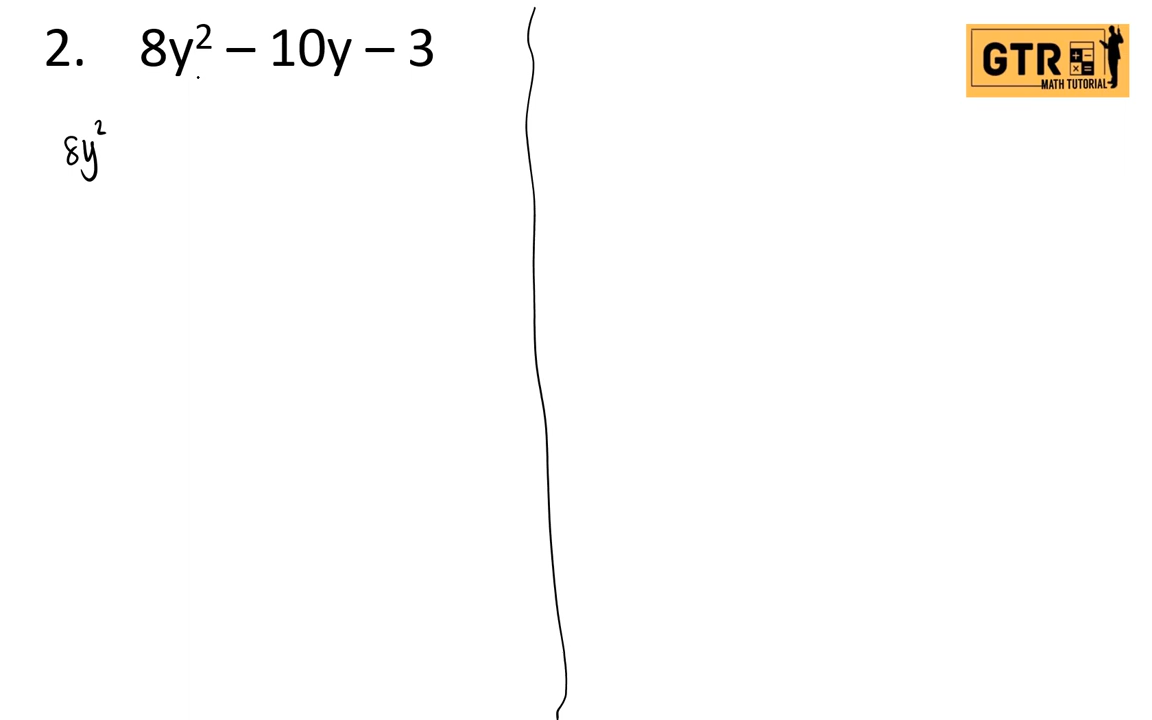 2. 8y² – 10y – 3
GTR
MATH TUTORIAL
8y²